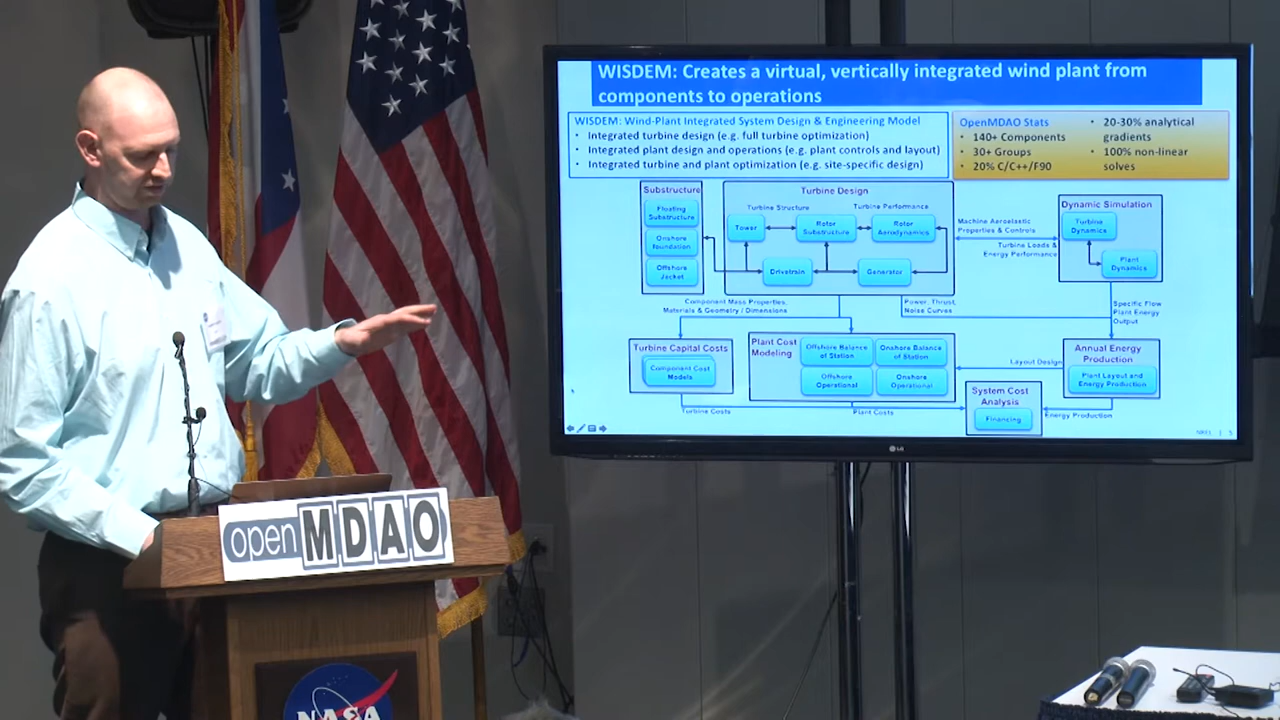 WISDEM: Creates a virtual, vertically integrated wind plant from
components to operations
WISDEM: Wind-Plant Integrated System Design & Engineering Model
• Integrated turbine design (e.g. full turbine optimization)
• Integrated plant design and operations (e.g. plant controls and layout)
• Integrated turbine and plant optimization (e.g. site-specific design)
OpenMDAO Stats
• 140+ Components
• 30+ Groups
• 20% C/C++/F90
• 20-30% analytical
gradients
• 100% non-linear
solves
Substructure
Floating
Substructure
Onshore
Foundation
Offshore
Jacket
Turbine Design
Turbine Structure
Turbine Performance
Tower
Rotor
Substructure
Rotor
Aerodynamics
Drivetrain
Generator
Machine Aeroelastic
Properties & Controls
Turbine Loads &
Energy Performance
Dynamic Simulation
Turbine
Dynamics
Plant
Dynamics
Component Mass Properties,
Materials & Geometry / Dimensions
Power, Thrust,
Noise Curves
Specific Flow
Plant Energy
Output
Turbine Capital Costs
Component Cost
Models
Plant Cost
Modeling
Offshore Balance
of Station
Onshore Balance
of Station
Offshore
Operational
Onshore
Operational
Layout Design
Annual Energy
Production
Plant Layout and
Energy Production
System Cost
Analysis
Financing
Turbine Costs
Plant Costs
Energy Production
NREL | 5
LG
openMDAO
NASA